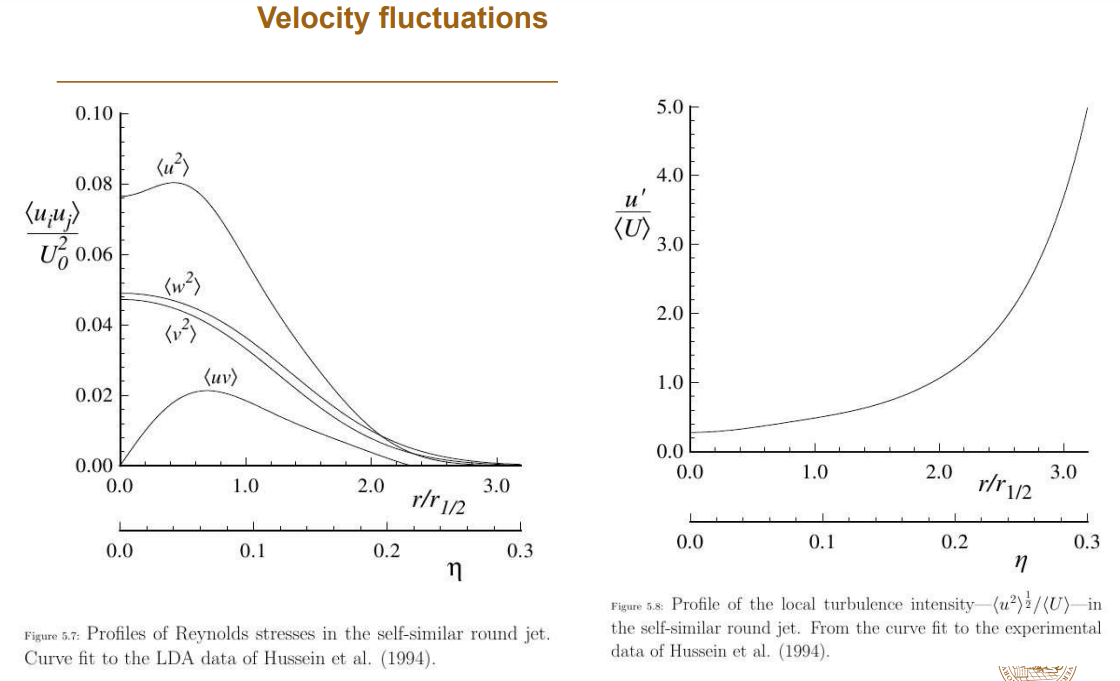 Velocity fluctuations
0.10
0.08
0.06
0.04
0.02
0.00
⟨uᵢuⱼ⟩
U₀²
⟨u²⟩
⟨w²⟩
⟨v²⟩
⟨uv⟩
0.0 1.0 2.0 3.0
r/r₁/₂
0.0 0.1 0.2 0.3
η
Figure 5.7: Profiles of Reynolds stresses in the self-similar round jet.
Curve fit to the LDA data of Hussein et al. (1994).
5.0
4.0
3.0
2.0
1.0
0.0
u'
⟨U⟩
0.0 1.0 2.0 3.0
r/r₁/₂
0.0 0.1 0.2 0.3
η
Figure 5.8: Profile of the local turbulence intensity—⟨u²⟩^½/⟨U⟩—in
the self-similar round jet. From the curve fit to the experimental
data of Hussein et al. (1994).